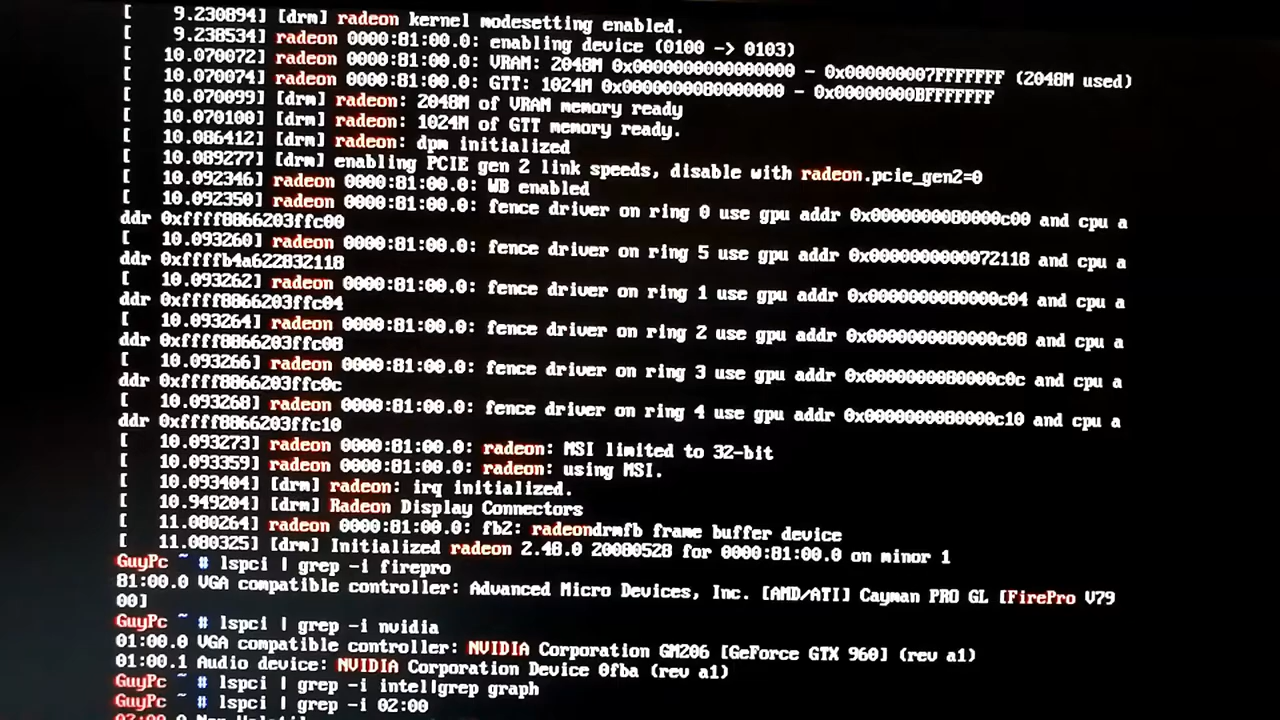 [    9.230894] [drm] radeon kernel modesetting enabled.
[    9.238534] radeon 0000:81:00.0: enabling device (0100 -> 0103)
[   10.070072] radeon 0000:81:00.0: VRAM: 2048M 0x0000000000000000 - 0x000000007FFFFFFF (2048M used)
[   10.070074] radeon 0000:81:00.0: GTT: 1024M 0x0000000080000000 - 0x00000000BFFFFFFF
[   10.070099] [drm] radeon: 2048M of VRAM memory ready
[   10.070100] [drm] radeon: 1024M of GTT memory ready.
[   10.086412] [drm] radeon: dpm initialized
[   10.089277] [drm] enabling PCIE gen 2 link speeds, disable with radeon.pcie_gen2=0
[   10.092346] radeon 0000:81:00.0: WB enabled
[   10.092350] radeon 0000:81:00.0: fence driver on ring 0 use gpu addr 0x0000000080000c00 and cpu a
ddr 0xffff8866203ffc00
[   10.093260] radeon 0000:81:00.0: fence driver on ring 5 use gpu addr 0x0000000000072118 and cpu a
ddr 0xffffb4a622832118
[   10.093262] radeon 0000:81:00.0: fence driver on ring 1 use gpu addr 0x0000000080000c04 and cpu a
ddr 0xffff8866203ffc04
[   10.093264] radeon 0000:81:00.0: fence driver on ring 2 use gpu addr 0x0000000080000c08 and cpu a
ddr 0xffff8866203ffc08
[   10.093266] radeon 0000:81:00.0: fence driver on ring 3 use gpu addr 0x0000000080000c0c and cpu a
ddr 0xffff8866203ffc0c
[   10.093268] radeon 0000:81:00.0: fence driver on ring 4 use gpu addr 0x0000000080000c10 and cpu a
ddr 0xffff8866203ffc10
[   10.093273] radeon 0000:81:00.0: radeon: MSI limited to 32-bit
[   10.093359] radeon 0000:81:00.0: radeon: using MSI.
[   10.093404] [drm] radeon: irq initialized.
[   10.949204] [drm] Radeon Display Connectors
[   11.080264] radeon 0000:81:00.0: fb2: radeondrmfb frame buffer device
[   11.080325] [drm] Initialized radeon 2.48.0 20080528 for 0000:81:00.0 on minor 1
GuyPc ~ # lspci | grep -i firepro
81:00.0 VGA compatible controller: Advanced Micro Devices, Inc. [AMD/ATI] Cayman PRO GL [FirePro V79
00]
GuyPc ~ # lspci | grep -i nvidia
01:00.0 VGA compatible controller: NVIDIA Corporation GM206 [GeForce GTX 960] (rev a1)
01:00.1 Audio device: NVIDIA Corporation Device 0fba (rev a1)
GuyPc ~ # lspci | grep -i intel|grep graph
GuyPc ~ # lspci | grep -i 02:00